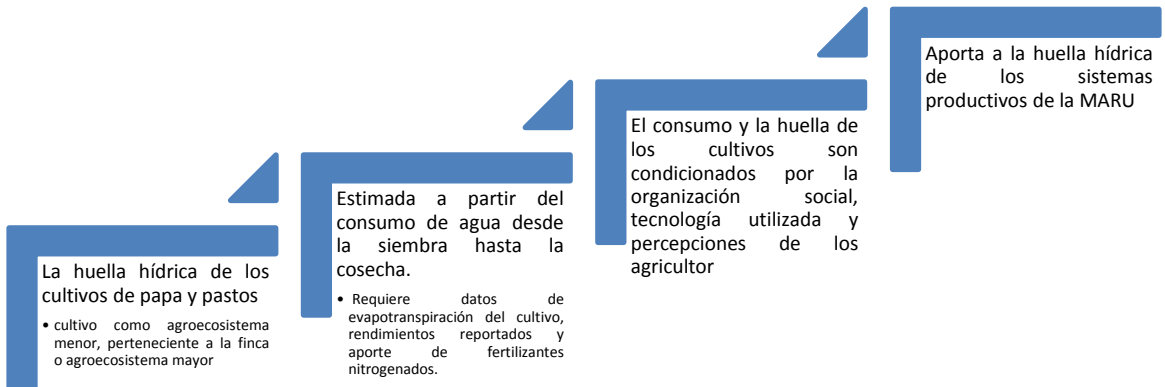 La huella hídrica de los
cultivos de papa y pastos
• cultivo como agroecosistema
menor, perteneciente a la finca
o agroecosistema mayor
Estimada a partir del
consumo de agua desde
la siembra hasta la
cosecha.
• Requiere datos de
evapotranspiración del cultivo,
rendimientos reportados y
aporte de fertilizantes
nitrogenados.
El consumo y la huella de
los cultivos son
condicionados por la
organización social,
tecnología utilizada y
percepciones de los
agricultor
Aporta a la huella hídrica
de los sistemas
productivos de la MARU